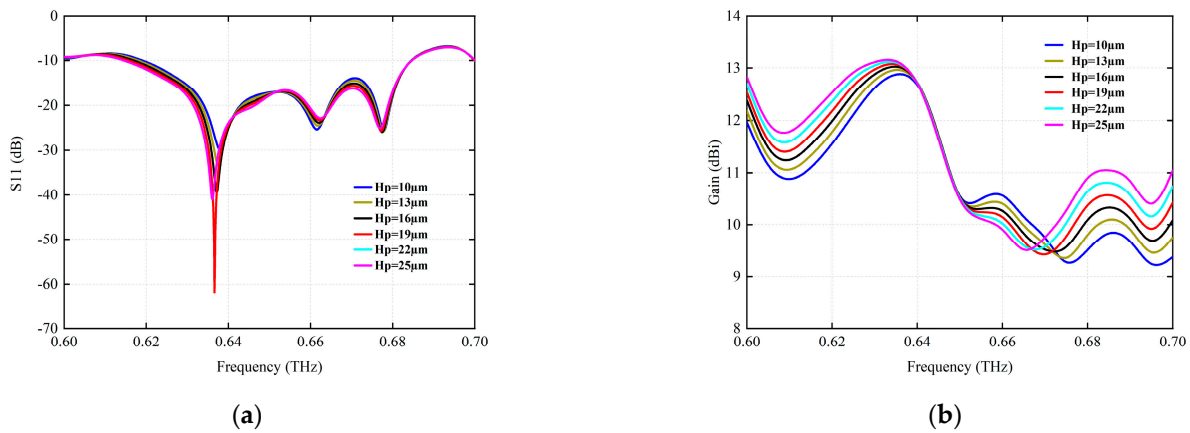 0
-10
-20
-30
-40
-50
-60
-70
S11 (dB)
Hp=10µm
Hp=13µm
Hp=16µm
Hp=19µm
Hp=22µm
Hp=25µm
0.60
0.62
0.64
0.66
0.68
0.70
Frequency (THz)
(a)
14
13
12
11
10
9
8
Gain (dBi)
Hp=10µm
Hp=13µm
Hp=16µm
Hp=19µm
Hp=22µm
Hp=25µm
0.60
0.62
0.64
0.66
0.68
0.70
Frequency (THz)
(b)